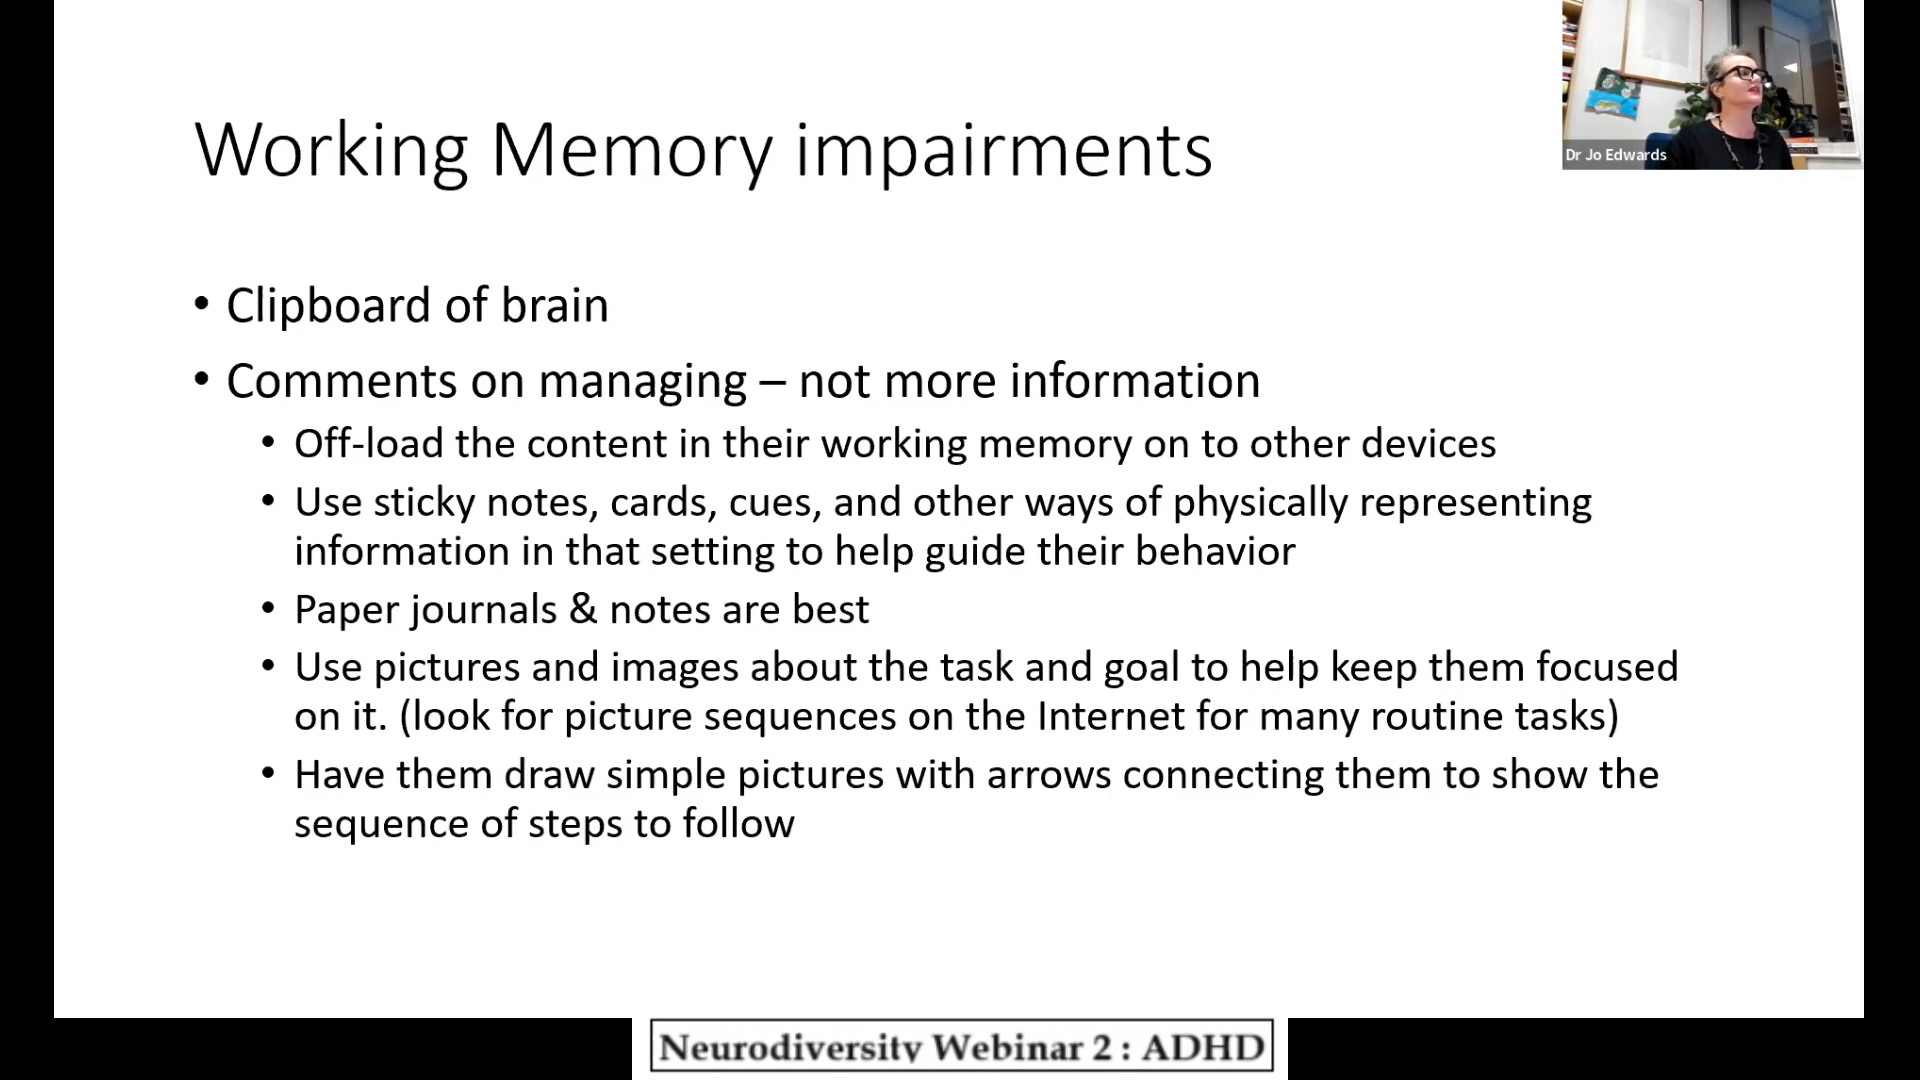 Dr Jo Edwards
Working Memory impairments
• Clipboard of brain
• Comments on managing – not more information
• Off-load the content in their working memory on to other devices
• Use sticky notes, cards, cues, and other ways of physically representing
information in that setting to help guide their behavior
• Paper journals & notes are best
• Use pictures and images about the task and goal to help keep them focused
on it. (look for picture sequences on the Internet for many routine tasks)
• Have them draw simple pictures with arrows connecting them to show the
sequence of steps to follow
Neurodiversity Webinar 2 : ADHD